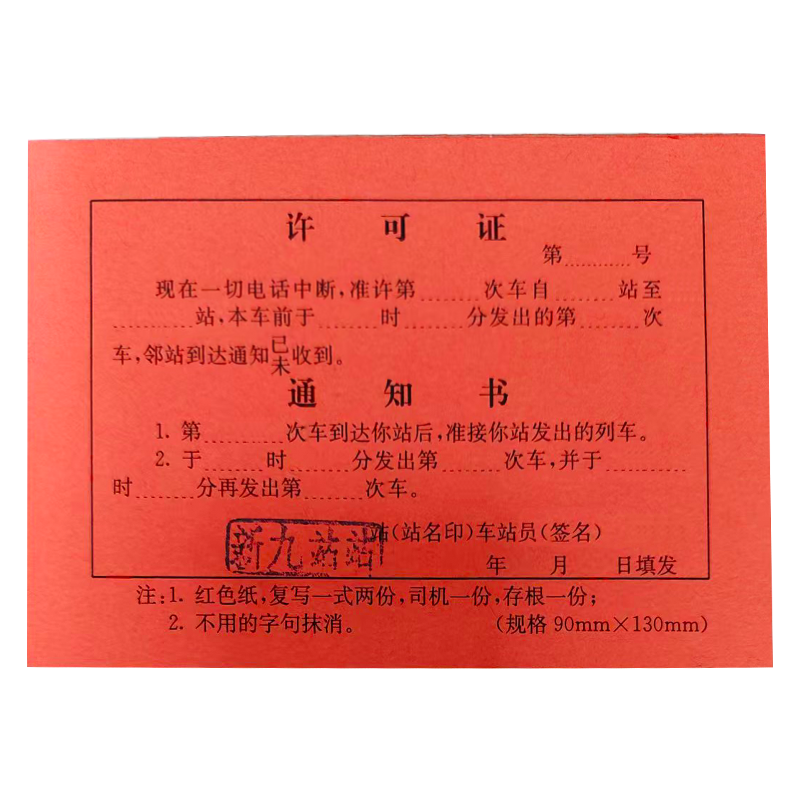 许可证
第………号
现在一切电话中断,准许第………次车自………站至
…………站,本车前于………时………分发出的第………次
车,邻站到达通知已未收到。
通知书
1. 第…………次车到达你站后,准接你站发出的列车。
2. 于………时………分发出第………次车,并于…………
时………分再发出第………次车。
站(站名印)车站员(签名)
新九站站
年 月 日填发
注:1. 红色纸,复写一式两份,司机一份,存根一份;
2. 不用的字句抹消。 (规格 90mm×130mm)